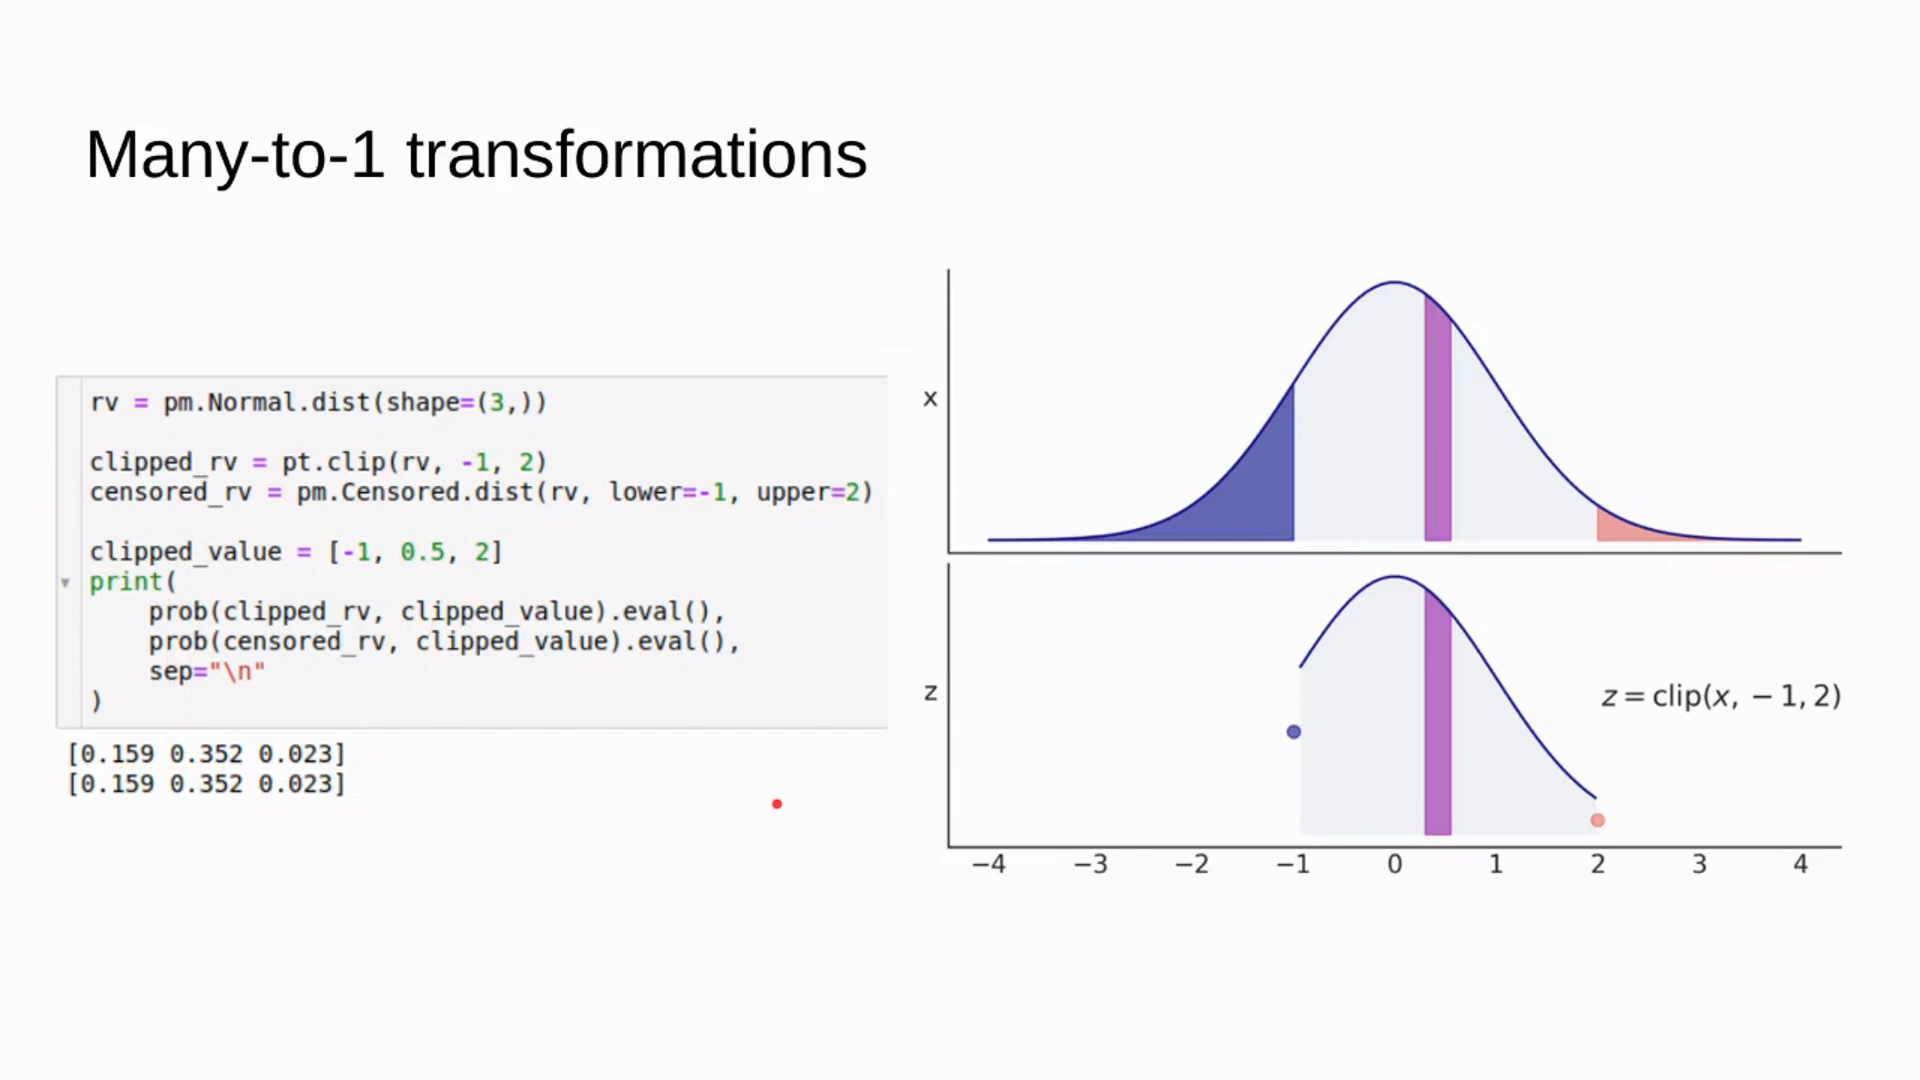 Many-to-1 transformations
rv = pm.Normal.dist(shape=(3,))
clipped_rv = pt.clip(rv, -1, 2)
censored_rv = pm.Censored.dist(rv, lower=-1, upper=2)
clipped_value = [-1, 0.5, 2]
print(
    prob(clipped_rv, clipped_value).eval(),
    prob(censored_rv, clipped_value).eval(),
    sep="\n"
)
[0.159 0.352 0.023]
[0.159 0.352 0.023]
x
z
z = clip(x, −1, 2)
−4 −3 −2 −1 0 1 2 3 4